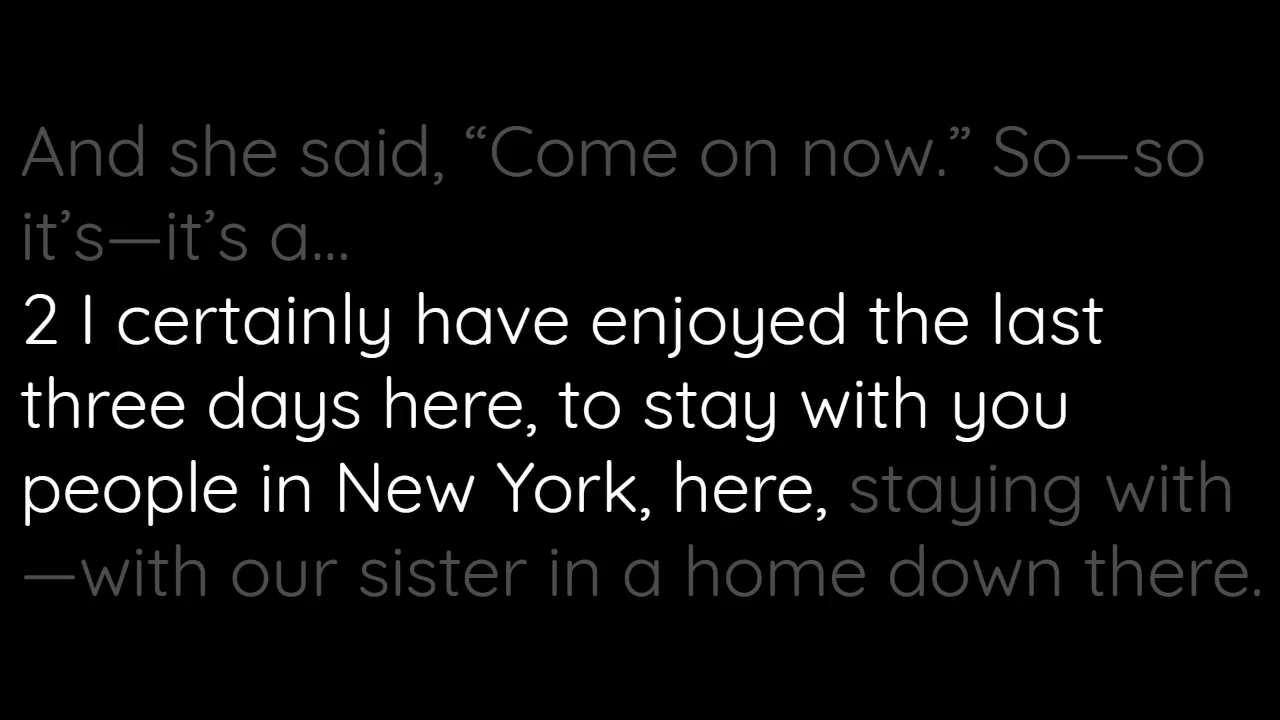 And she said, “Come on now.” So—so
it’s—it’s a…
2 I certainly have enjoyed the last
three days here, to stay with you
people in New York, here, staying with
—with our sister in a home down there.